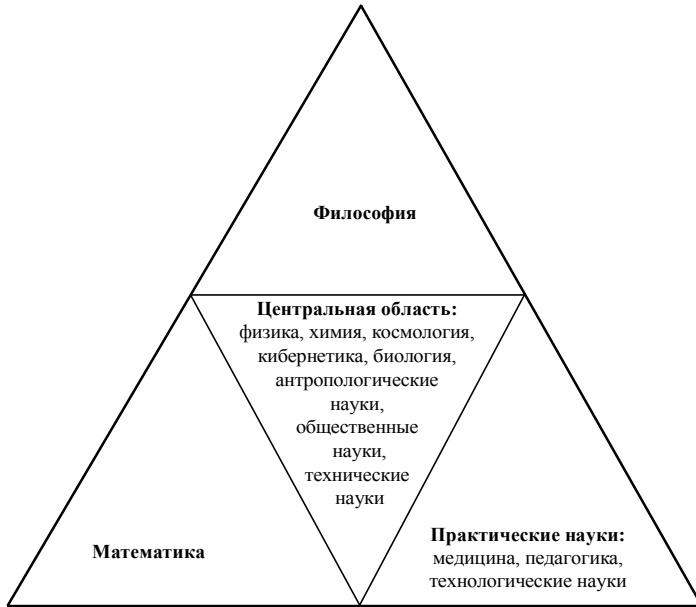 Философия
Центральная область:
физика, химия, космология,
кибернетика, биология,
антропологические
науки,
общественные
науки,
технические
науки
Математика
Практические науки:
медицина, педагогика,
технологические науки